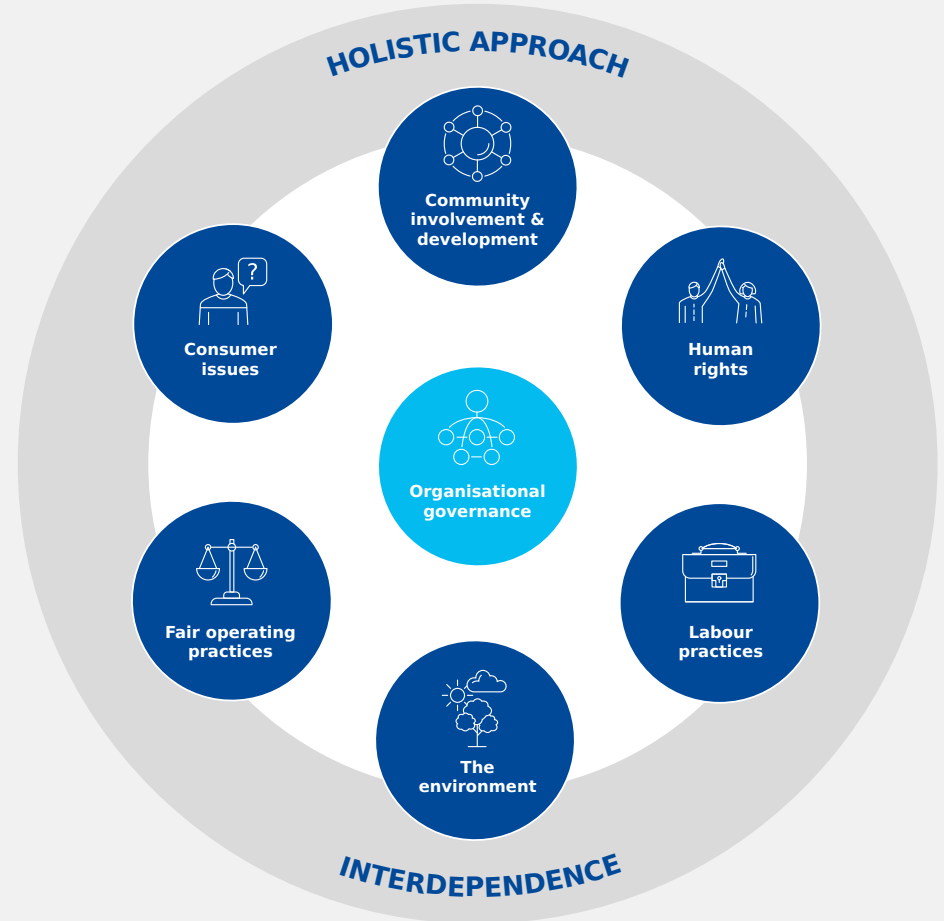 HOLISTIC APPROACH
Community
involvement &
development
?
Consumer
issues
Human
rights
Organisational
governance
Fair operating
practices
Labour
practices
The
environment
INTERDEPENDENCE